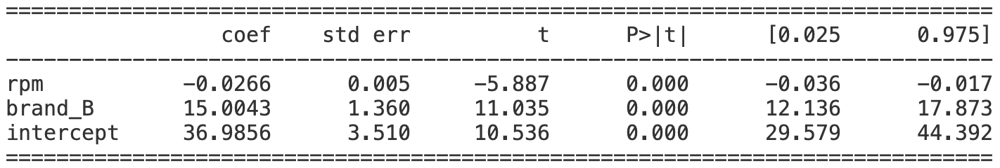 ==============================================================================
                 coef    std err          t      P>|t|      [0.025      0.975]
------------------------------------------------------------------------------
rpm           -0.0266      0.005     -5.887      0.000      -0.036      -0.017
brand_B       15.0043      1.360     11.035      0.000      12.136      17.873
intercept     36.9856      3.510     10.536      0.000      29.579      44.392
==============================================================================